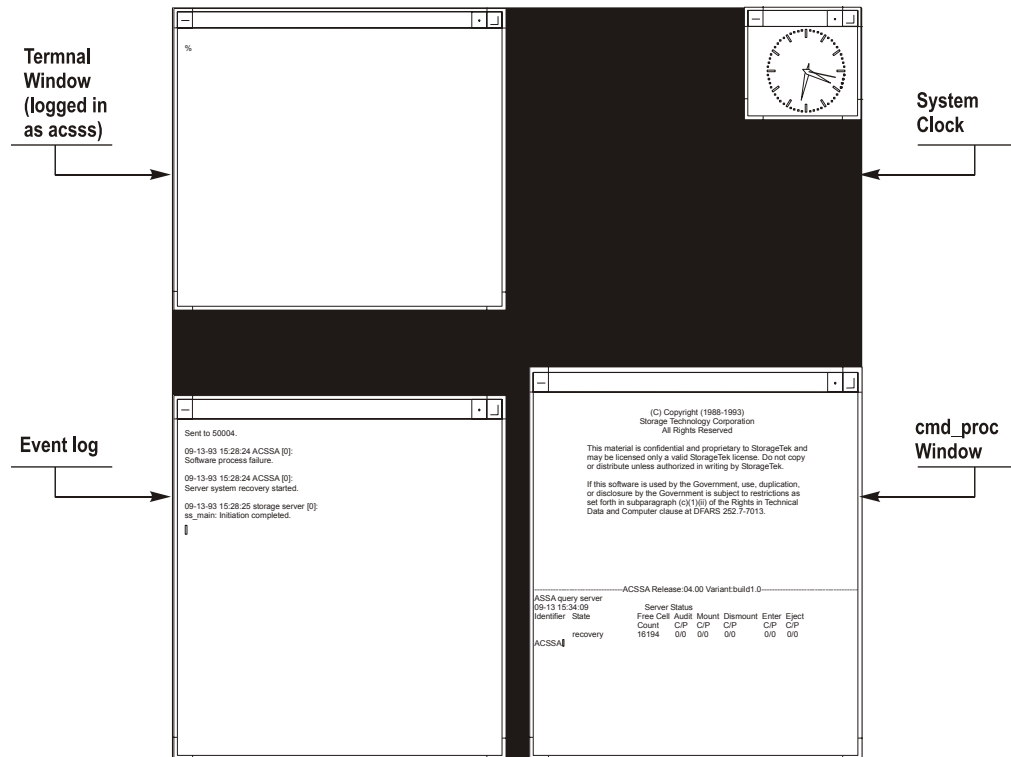 Termnal
Window
(logged in
as acsss)
%
System
Clock
Event log
Sent to 50004.
09-13-93 15:28:24 ACSSA [0]:
Software process failure.
09-13-93 15:28:24 ACSSA [0]:
Server system recovery started.
09-13-93 15:28:25 storage server [0]:
ss_main: Initiation completed.
cmd_proc
Window
(C) Copyright (1988-1993)
Storage Technology Corporation
All Rights Reserved
This material is confidential and proprietary to StorageTek and
may be licensed only a valid StorageTek license. Do not copy
or distribute unless authorized in writing by StorageTek.
If this software is used by the Government, use, duplication,
or disclosure by the Government is subject to restrictions as
set forth in subparagraph (c)(1)(ii) of the Rights in Technical
Data and Computer clause at DFARS 252.7-7013.
----------------------------ACSSA Release:04.00 Variant:build1.0----------------------------
ASSA query server
09-13 15:34:09 Server Status
Identifier State Free Cell Audit Mount Dismount Enter Eject
Count C/P C/P C/P C/P C/P
recovery 16194 0/0 0/0 0/0 0/0 0/0
ACSSA